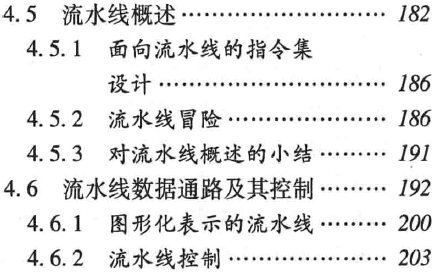 4.5 流水线概述 ………………………… 182
4.5.1 面向流水线的指令集
设计 ………………………… 186
4.5.2 流水线冒险 ………………… 186
4.5.3 对流水线概述的小结 ……… 191
4.6 流水线数据通路及其控制 ……… 192
4.6.1 图形化表示的流水线 ……… 200
4.6.2 流水线控制 ………………… 203